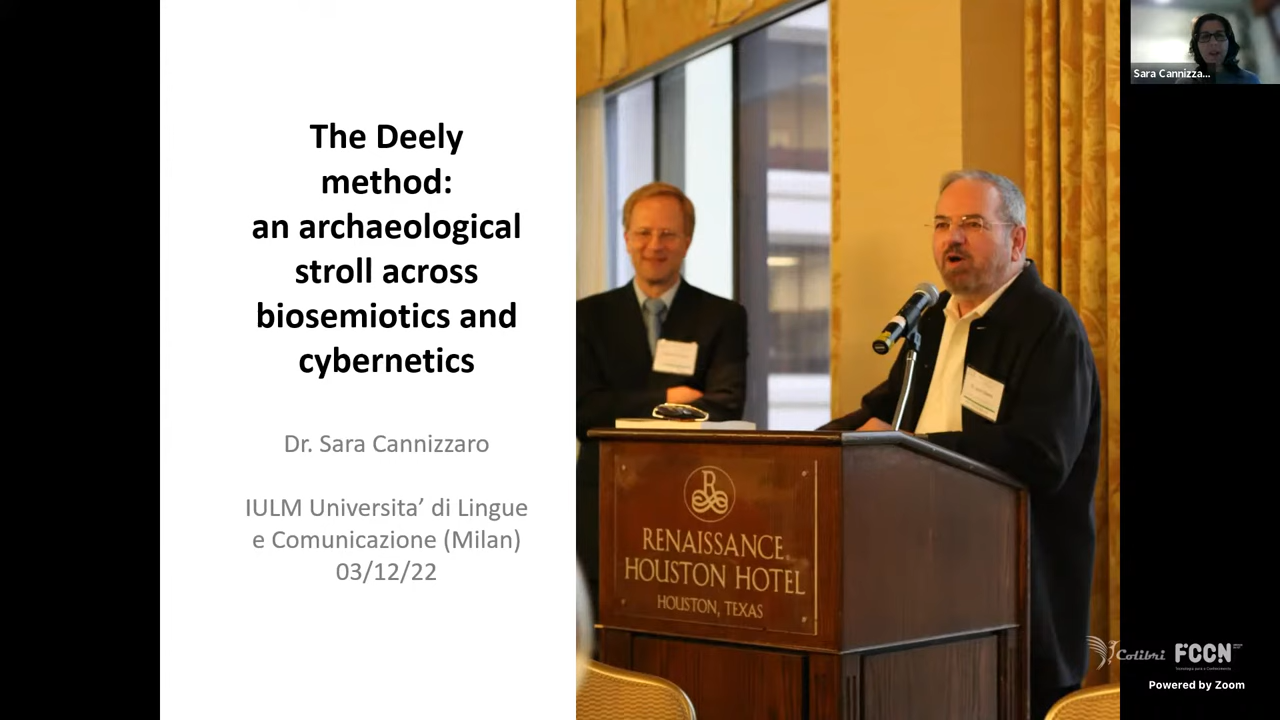 The Deely
method:
an archaeological
stroll across
biosemiotics and
cybernetics
Dr. Sara Cannizzaro
IULM Universita’ di Lingue
e Comunicazione (Milan)
03/12/22
R
RENAISSANCE
HOUSTON HOTEL
HOUSTON, TEXAS
Sara Cannizza...
Colibri FCCN
Powered by Zoom